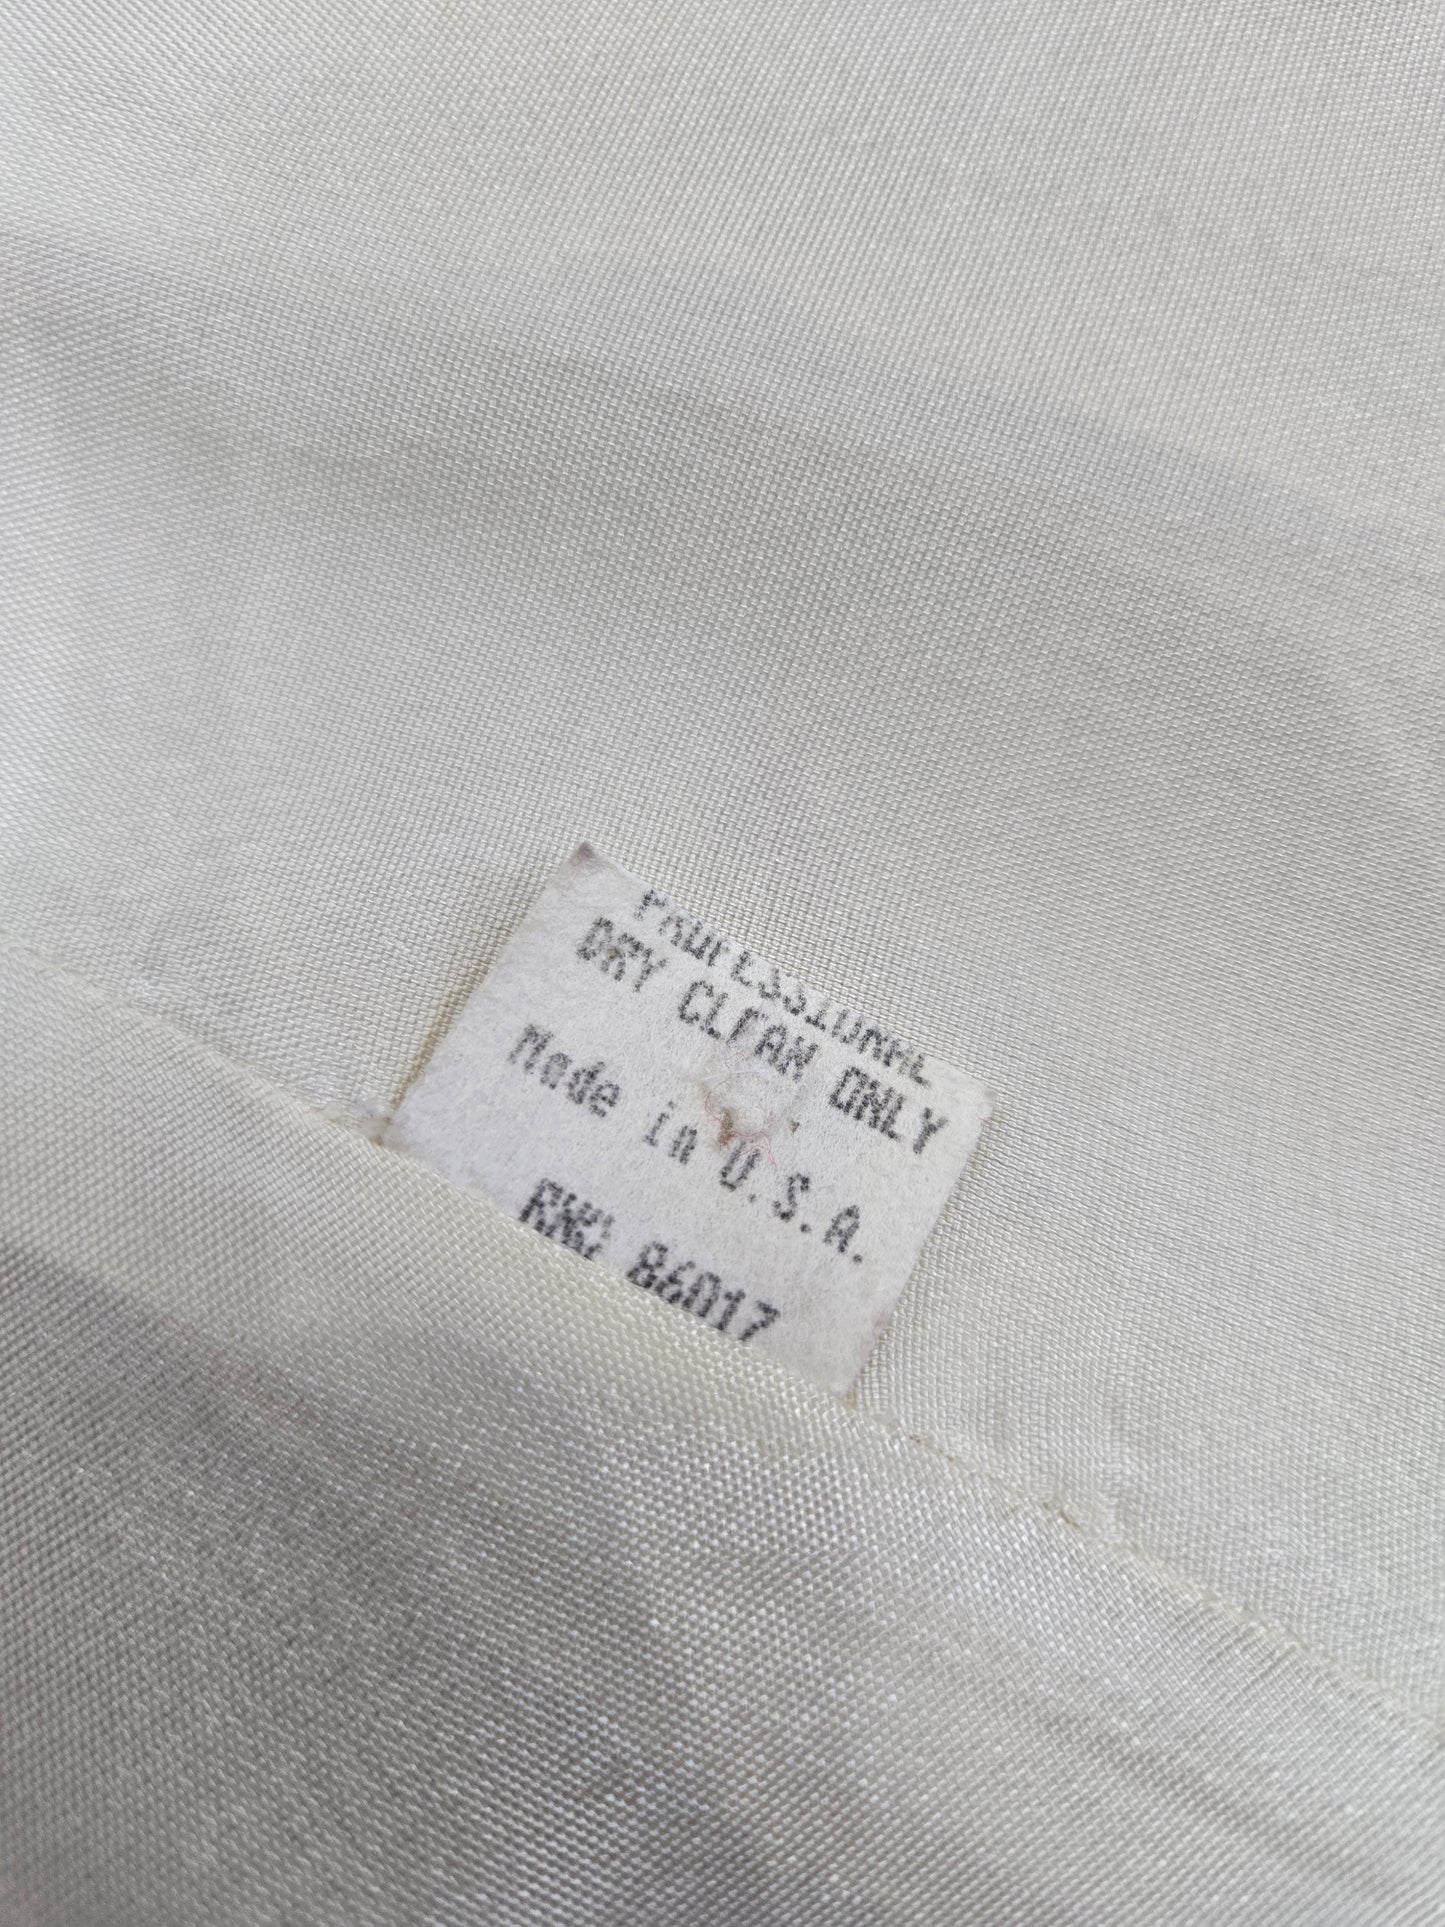 PROFESSIONAL
DRY CLEAN ONLY
Made in U.S.A.
RN# 86017